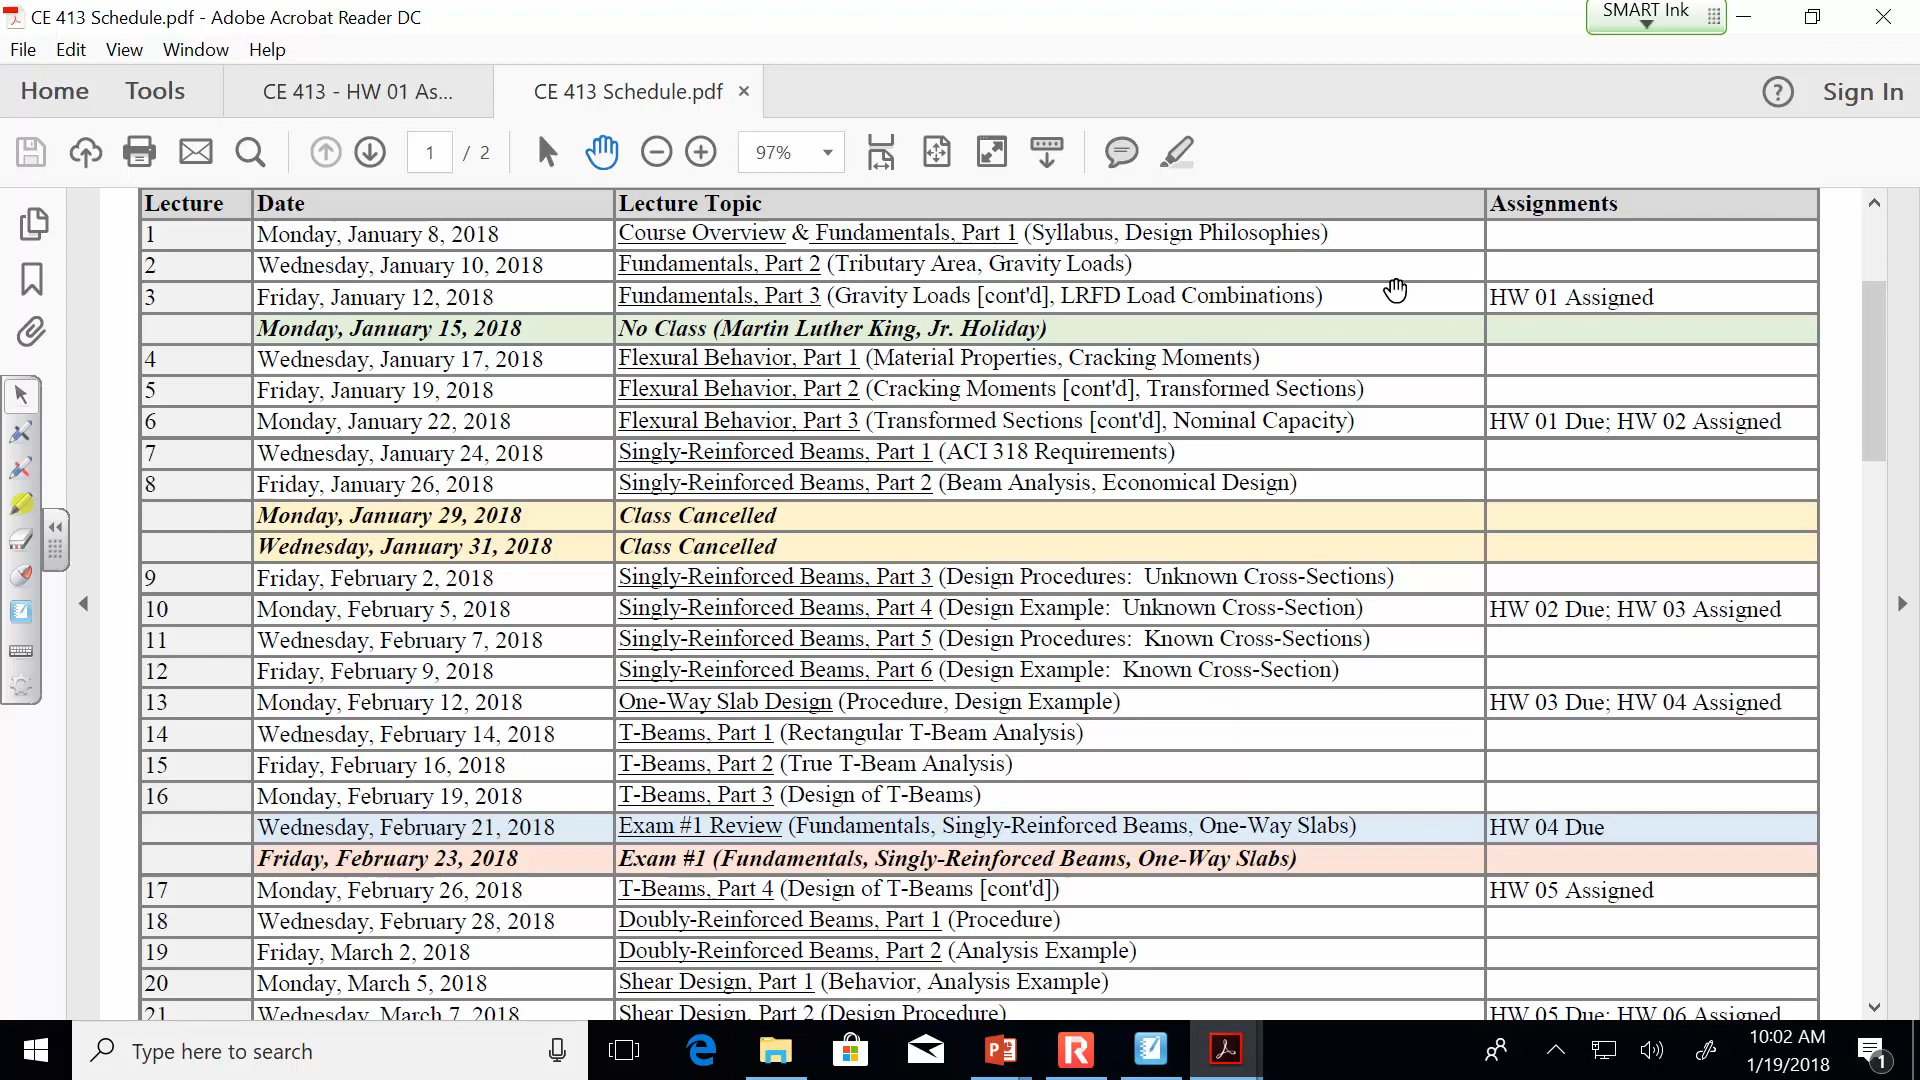 CE 413 Schedule.pdf - Adobe Acrobat Reader DC
SMART Ink
File Edit View Window Help
Home Tools CE 413 - HW 01 As... CE 413 Schedule.pdf × ? Sign In
1 / 2 97%
Lecture Date Lecture Topic Assignments
1 Monday, January 8, 2018 Course Overview & Fundamentals, Part 1 (Syllabus, Design Philosophies)
2 Wednesday, January 10, 2018 Fundamentals, Part 2 (Tributary Area, Gravity Loads)
3 Friday, January 12, 2018 Fundamentals, Part 3 (Gravity Loads [cont'd], LRFD Load Combinations) HW 01 Assigned
Monday, January 15, 2018 No Class (Martin Luther King, Jr. Holiday)
4 Wednesday, January 17, 2018 Flexural Behavior, Part 1 (Material Properties, Cracking Moments)
5 Friday, January 19, 2018 Flexural Behavior, Part 2 (Cracking Moments [cont'd], Transformed Sections)
6 Monday, January 22, 2018 Flexural Behavior, Part 3 (Transformed Sections [cont'd], Nominal Capacity) HW 01 Due; HW 02 Assigned
7 Wednesday, January 24, 2018 Singly-Reinforced Beams, Part 1 (ACI 318 Requirements)
8 Friday, January 26, 2018 Singly-Reinforced Beams, Part 2 (Beam Analysis, Economical Design)
Monday, January 29, 2018 Class Cancelled
Wednesday, January 31, 2018 Class Cancelled
9 Friday, February 2, 2018 Singly-Reinforced Beams, Part 3 (Design Procedures: Unknown Cross-Sections)
10 Monday, February 5, 2018 Singly-Reinforced Beams, Part 4 (Design Example: Unknown Cross-Section) HW 02 Due; HW 03 Assigned
11 Wednesday, February 7, 2018 Singly-Reinforced Beams, Part 5 (Design Procedures: Known Cross-Sections)
12 Friday, February 9, 2018 Singly-Reinforced Beams, Part 6 (Design Example: Known Cross-Section)
13 Monday, February 12, 2018 One-Way Slab Design (Procedure, Design Example) HW 03 Due; HW 04 Assigned
14 Wednesday, February 14, 2018 T-Beams, Part 1 (Rectangular T-Beam Analysis)
15 Friday, February 16, 2018 T-Beams, Part 2 (True T-Beam Analysis)
16 Monday, February 19, 2018 T-Beams, Part 3 (Design of T-Beams)
Wednesday, February 21, 2018 Exam #1 Review (Fundamentals, Singly-Reinforced Beams, One-Way Slabs) HW 04 Due
Friday, February 23, 2018 Exam #1 (Fundamentals, Singly-Reinforced Beams, One-Way Slabs)
17 Monday, February 26, 2018 T-Beams, Part 4 (Design of T-Beams [cont'd]) HW 05 Assigned
18 Wednesday, February 28, 2018 Doubly-Reinforced Beams, Part 1 (Procedure)
19 Friday, March 2, 2018 Doubly-Reinforced Beams, Part 2 (Analysis Example)
20 Monday, March 5, 2018 Shear Design, Part 1 (Behavior, Analysis Example)
21 Wednesday, March 7, 2018 Shear Design, Part 2 (Design Procedure) HW 05 Due; HW 06 Assigned
Type here to search
10:02 AM
1/19/2018
1